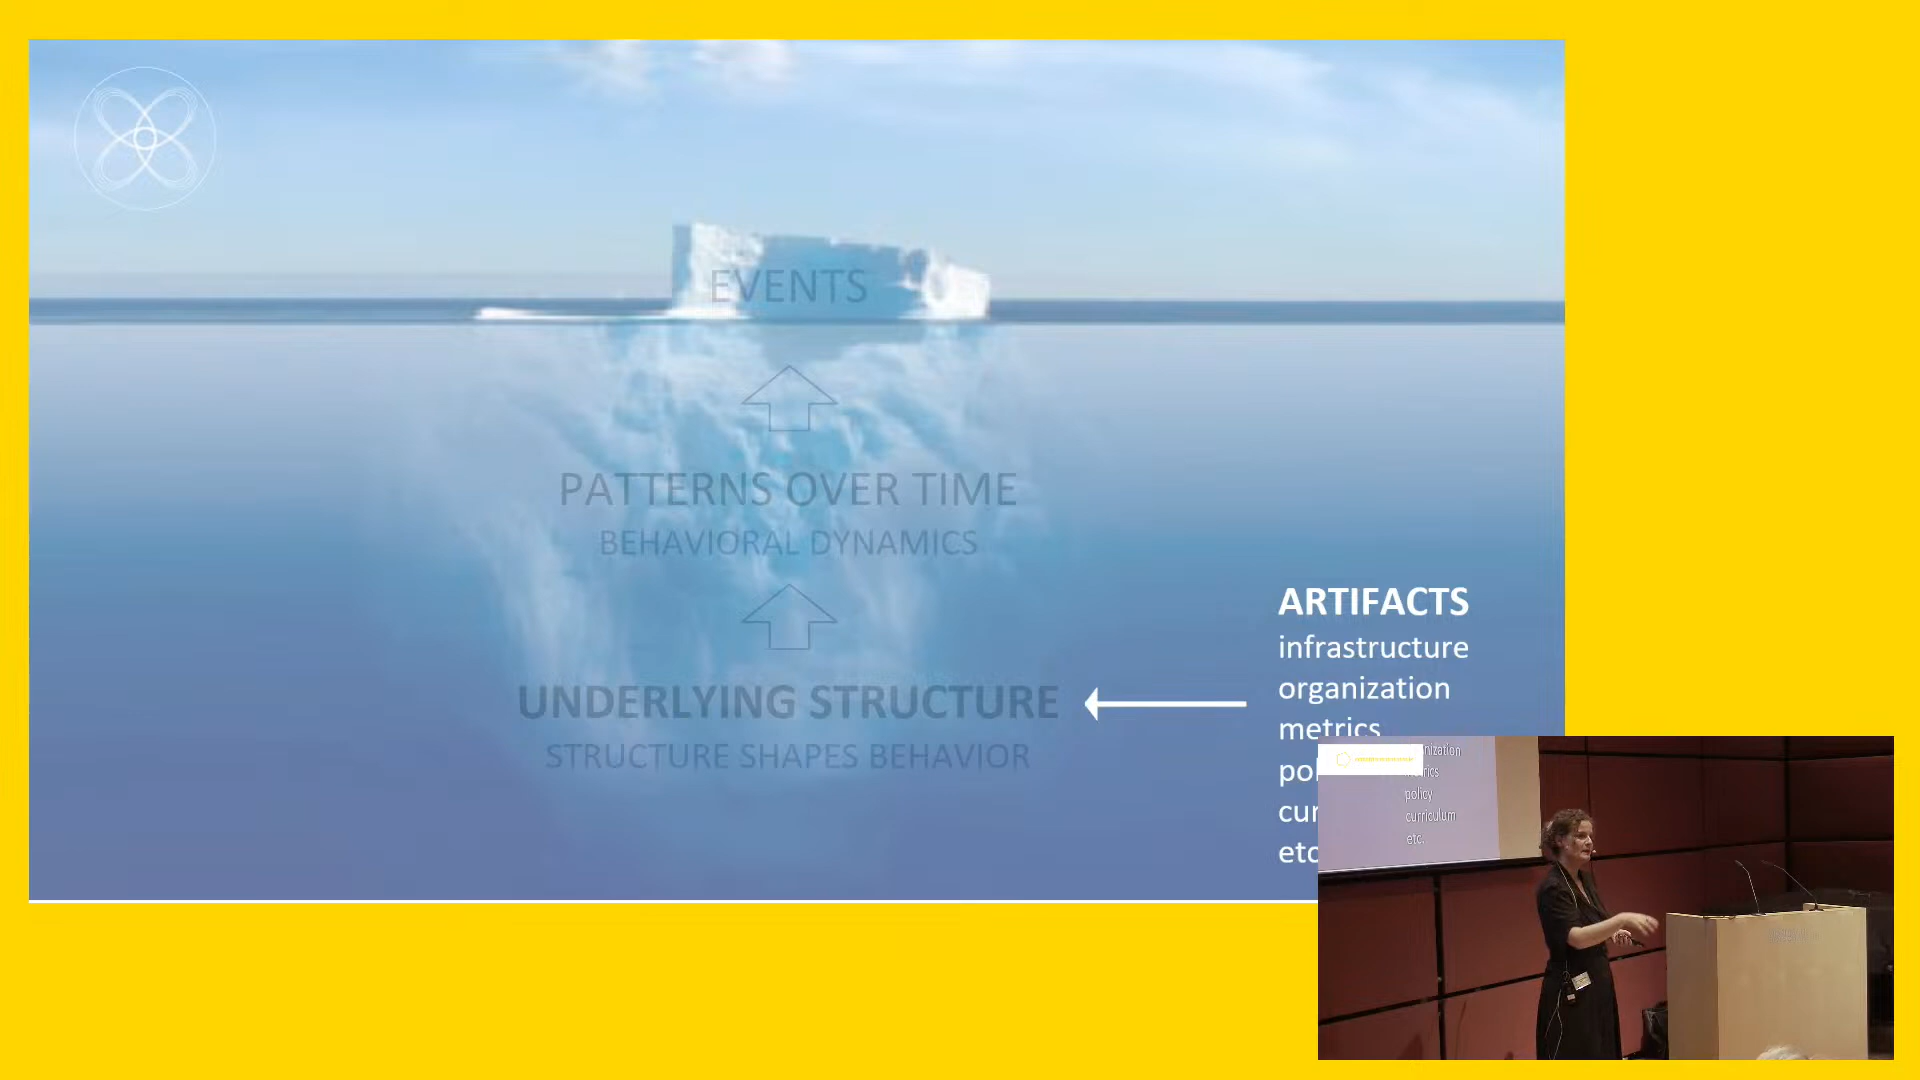 EVENTS
PATTERNS OVER TIME
BEHAVIORAL DYNAMICS
UNDERLYING STRUCTURE
STRUCTURE SHAPES BEHAVIOR
ARTIFACTS
infrastructure
organization
metrics
policy
curriculum
etc.